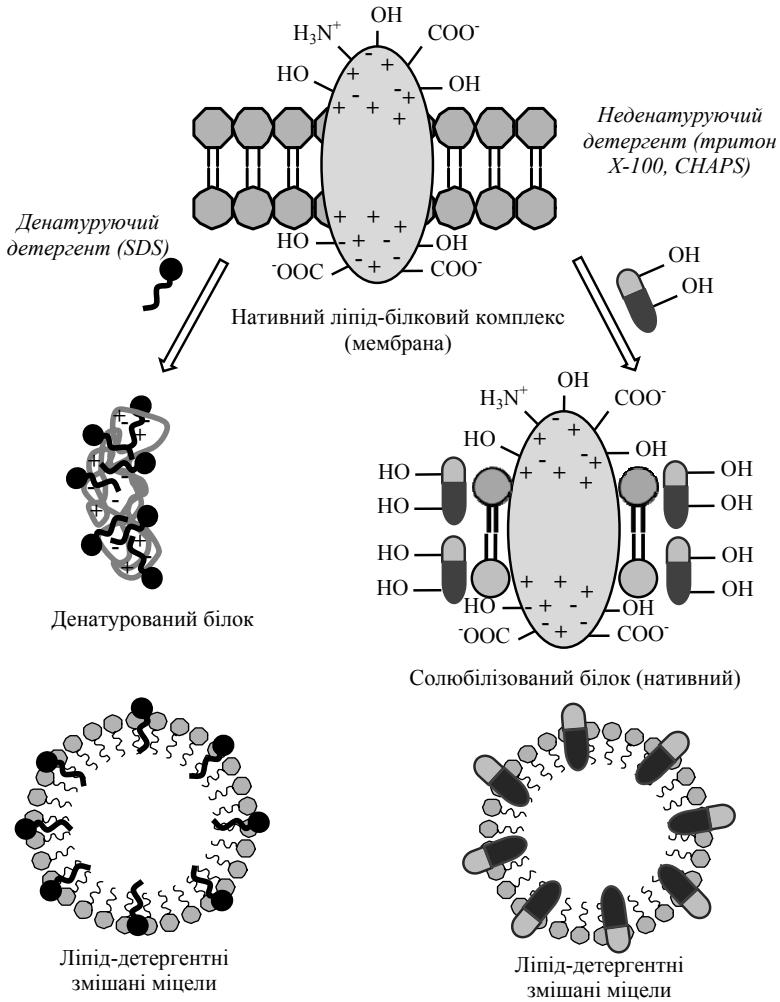 OH
H₃N⁺
COO⁻
HO
OH
Неденатуруючий
детергент (тритон
X-100, CHAPS)
Денатуруючий
детергент (SDS)
HO
OH
⁻OOC
COO⁻
OH
OH
Нативний ліпід-білковий комплекс
(мембрана)
OH
H₃N⁺
COO⁻
HO
OH
HO
OH
HO
OH
HO
OH
HO
OH
HO
OH
⁻OOC
COO⁻
Денатурований білок
Солюбілізований білок (нативний)
Ліпід-детергентні
змішані міцели
Ліпід-детергентні
змішані міцели